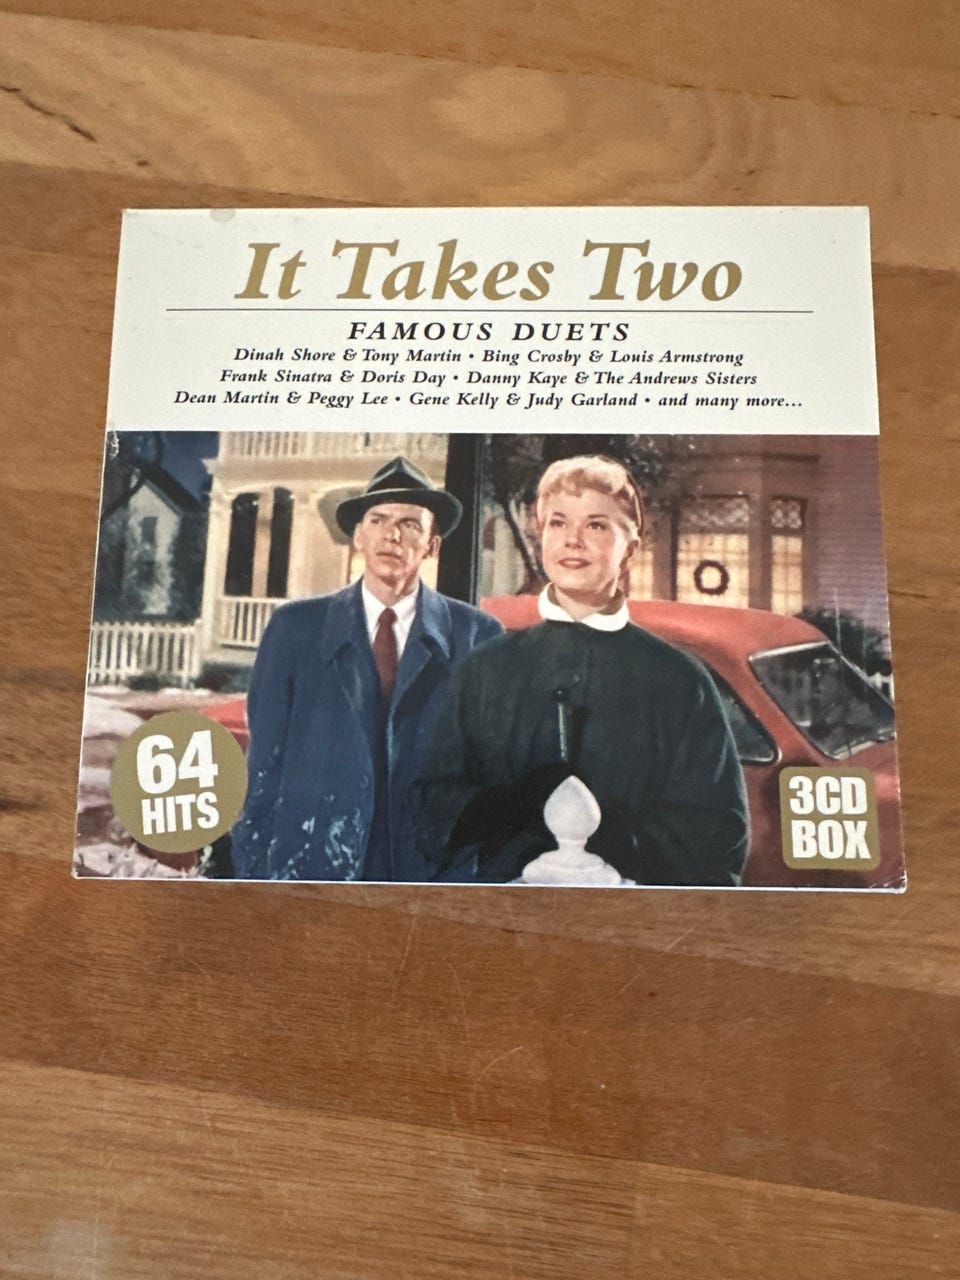 It Takes Two
FAMOUS DUETS
Dinah Shore & Tony Martin • Bing Crosby & Louis Armstrong
Frank Sinatra & Doris Day • Danny Kaye & The Andrews Sisters
Dean Martin & Peggy Lee • Gene Kelly & Judy Garland • and many more...
64
HITS
3CD
BOX